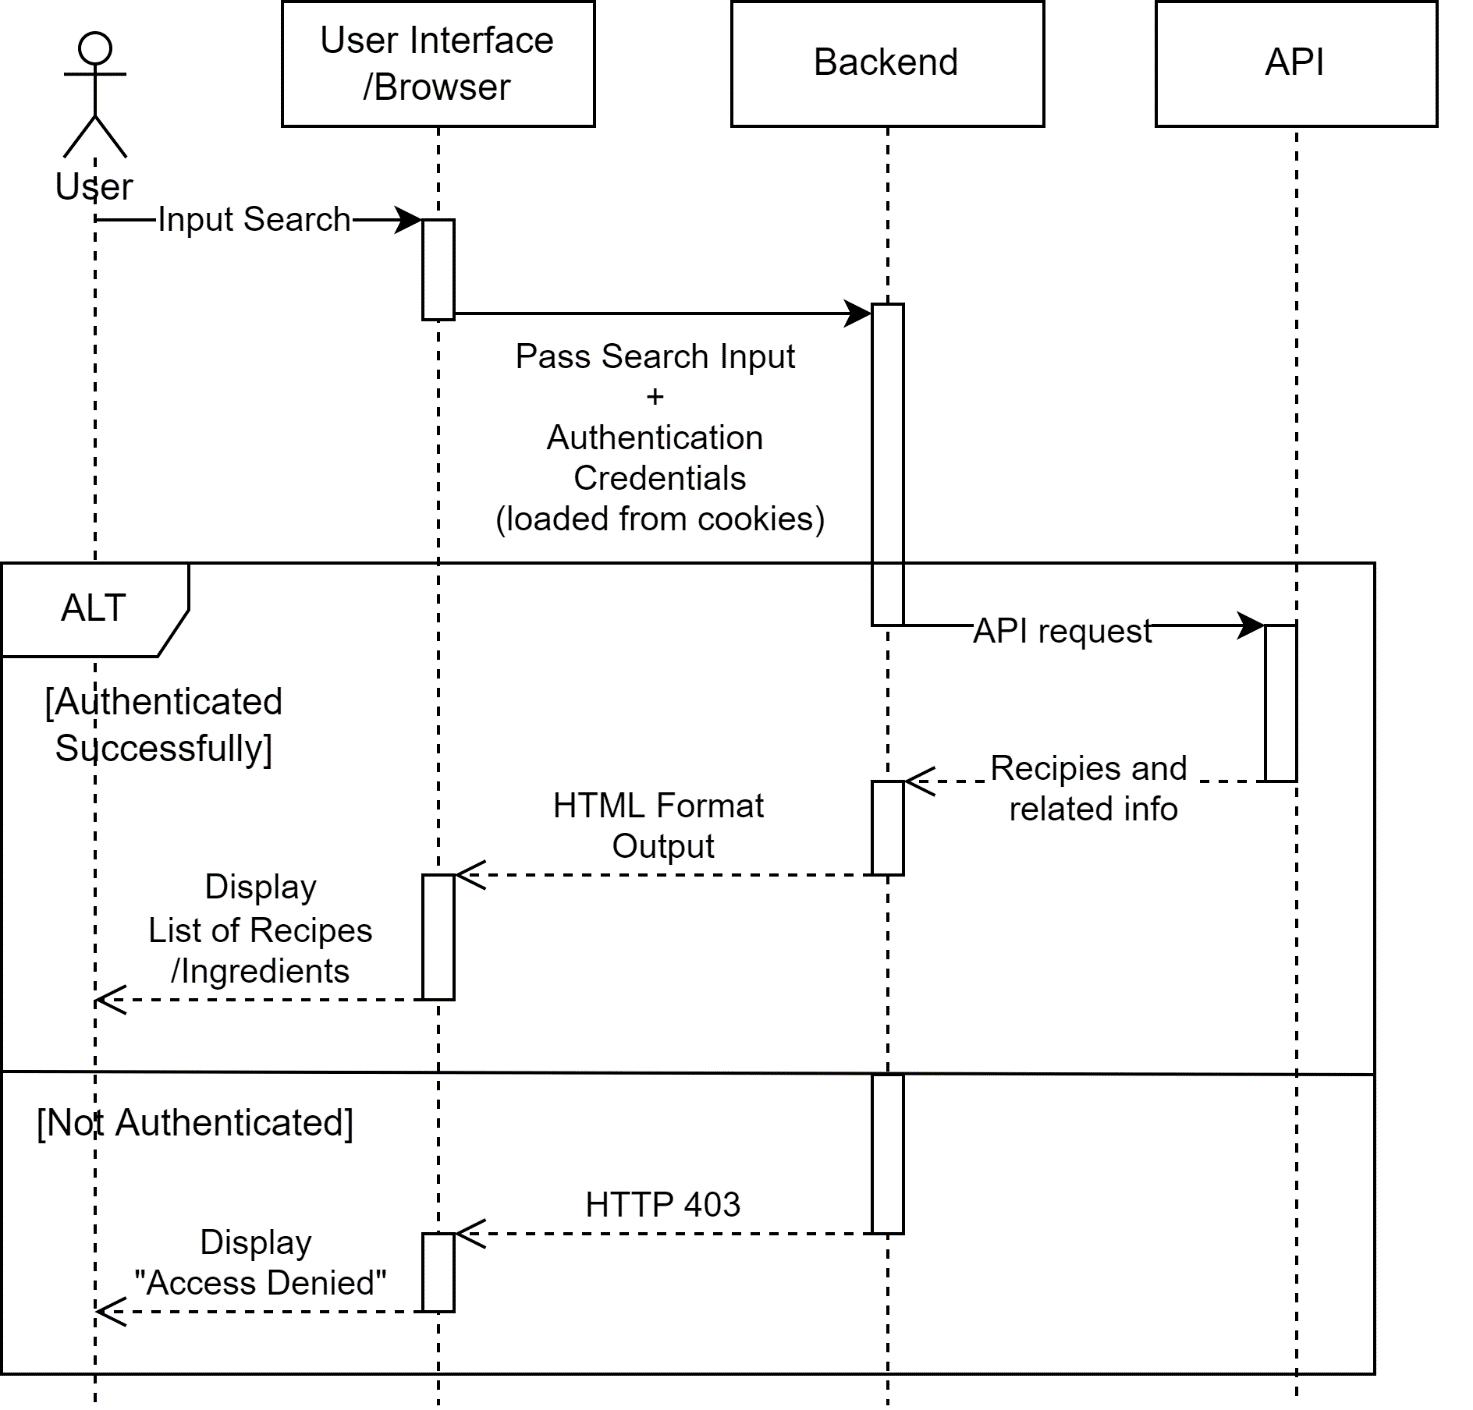 User Interface
/Browser
Backend
API
User
Input Search
Pass Search Input
+
Authentication
Credentials
(loaded from cookies)
ALT
API request
[Authenticated
Successfully]
Recipies and
related info
HTML Format
Output
Display
List of Recipes
/Ingredients
[Not Authenticated]
HTTP 403
Display
"Access Denied"